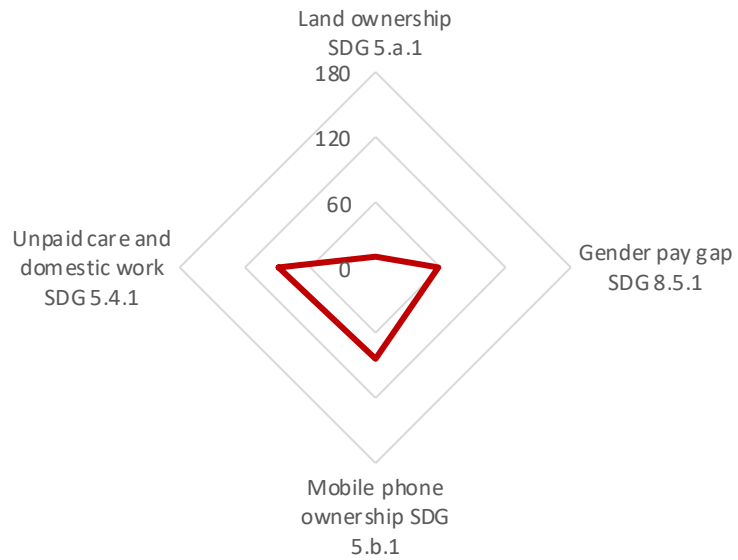 Land ownership
SDG 5.a.1
180
120
60
0
Unpaid care and
domestic work
SDG 5.4.1
Gender pay gap
SDG 8.5.1
Mobile phone
ownership SDG
5.b.1